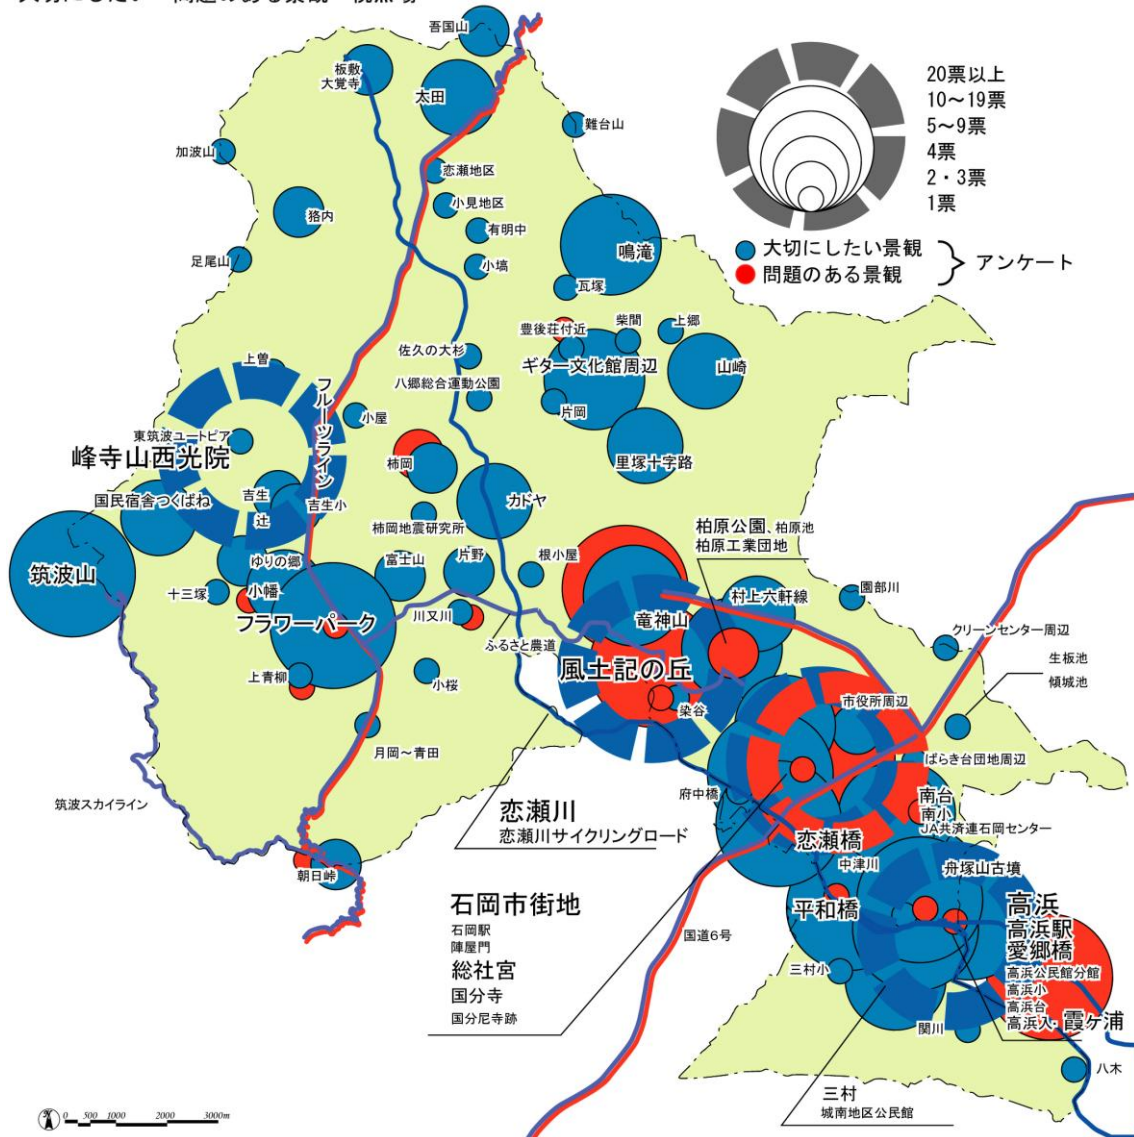 吾国山
板敷
大覚寺
太田
難台山
加波山
恋瀬地区
小見地区
有明中
小塙
猪内
足尾山
鳴滝
瓦塚
20票以上
10～19票
5～9票
4票
2・3票
1票
大切にしたい景観
問題のある景観
アンケート
豊後荘付近
柴間
上郷
佐久の大杉
ギター文化館周辺
山崎
上曽
フルーツライン
八郷総合運動公園
片岡
小屋
東筑波ユートピア
峰寺山西光院
柿岡
里塚十字路
国民宿舎つくばね
吉生
吉生小
辻
カドヤ
柿岡地震研究所
柏原公園、柏原池
柏原工業団地
筑波山
ゆりの郷
富士山
片野
根小屋
十三塚
小幡
フラワーパーク
川又川
ふるさと農道
竜神山
村上六軒線
園部川
クリーンセンター周辺
生板池
傾城池
風土記の丘
染谷
上青柳
小桜
市役所周辺
月岡～青田
ばらき台団地周辺
筑波スカイライン
府中橋
南台
南小
JA共済連石岡センター
恋瀬川
恋瀬川サイクリングロード
恋瀬橋
中津川
舟塚山古墳
朝日峠
石岡市街地
石岡駅
陣屋門
総社宮
国分寺
国分尼寺跡
国道6号
平和橋
高浜
高浜駅
愛郷橋
高浜公民館分館
高浜小
高浜台
高浜入・霞ヶ浦
三村小
関川
八木
三村
城南地区公民館
0 500 1000 2000 3000m